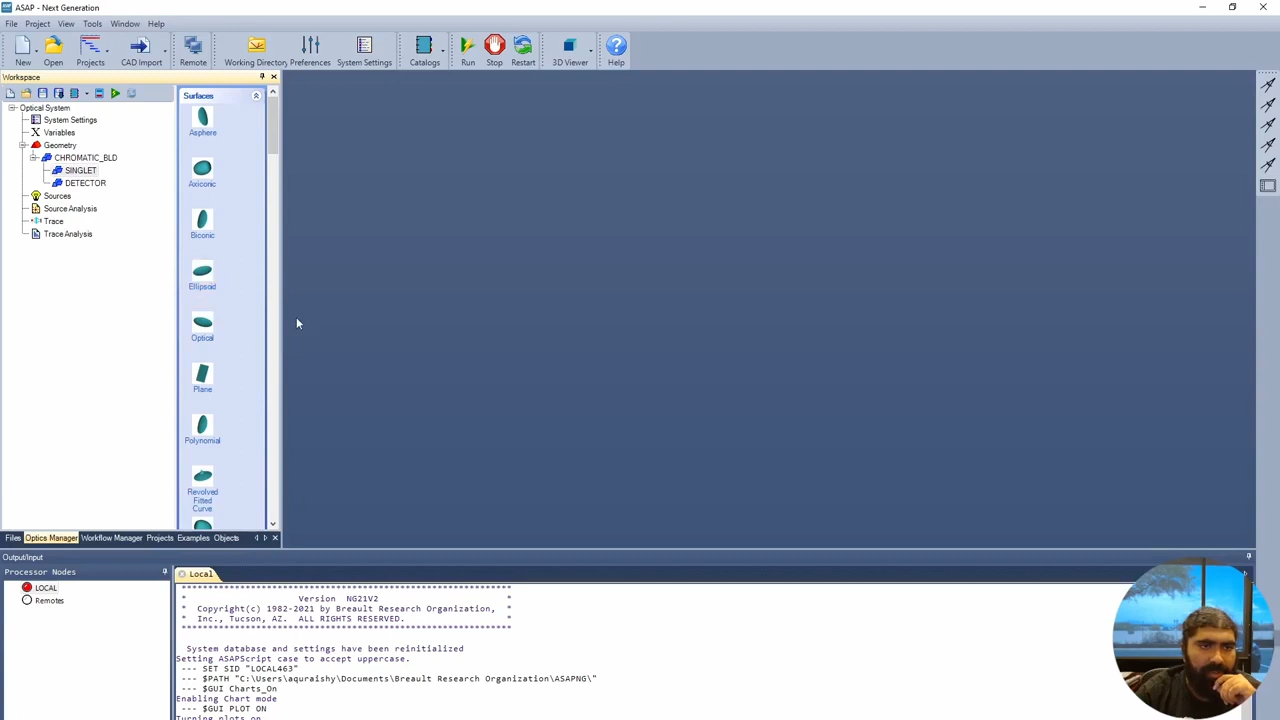 ASAP - Next Generation
File Project View Tools Window Help
New Open Projects CAD Import Remote Working Directory Preferences System Settings Catalogs Run Stop Restart 3D Viewer Help
Workspace
Surfaces
Optical System
System Settings
Variables
Geometry
CHROMATIC_BLD
SINGLET
DETECTOR
Sources
Source Analysis
Trace
Trace Analysis
Asphere
Axiconic
Biconic
Ellipsoid
Optical
Plane
Polynomial
Revolved
Fitted
Curve
Files Optics Manager Workflow Manager Projects Examples Objects
Output/Input
Processor Nodes
LOCAL
Remotes
Local
*****************************************************
* Version NG21V2 *
* Copyright(c) 1982-2021 by Breault Research Organization, *
* Inc., Tucson, AZ. ALL RIGHTS RESERVED. *
*****************************************************
System database and settings have been reinitialized
Setting ASAPScript case to accept uppercase.
--- SET SID "LOCAL463"
--- $PATH "C:\Users\aquraishy\Documents\Breault Research Organization\ASAPNG\"
--- $GUI Charts_On
Enabling Chart mode
--- $GUI PLOT ON
Turning plots on